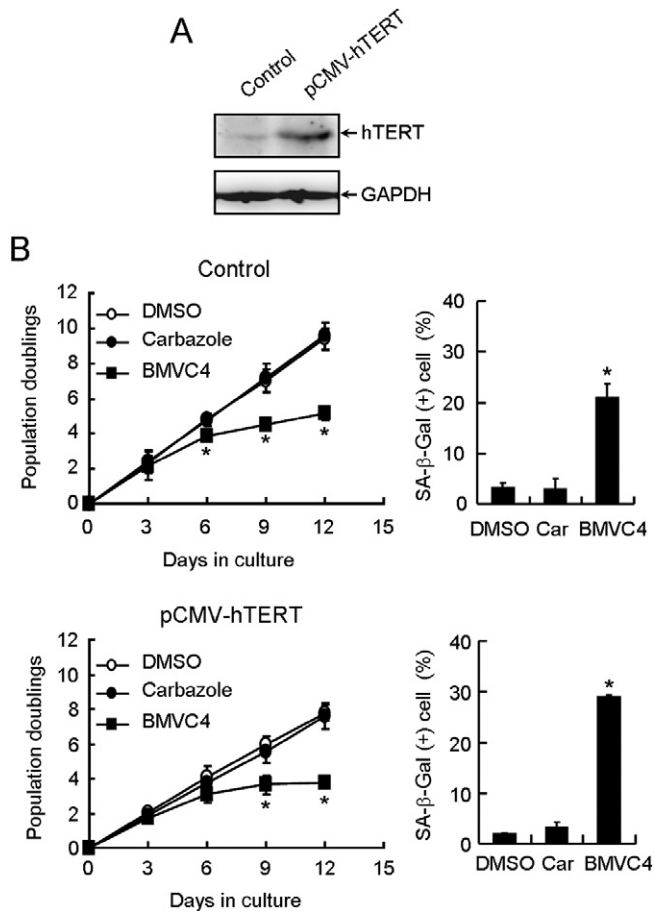 A
Control
pCMV-hTERT
hTERT
GAPDH
B
Control
Population doublings
12
10
8
6
4
2
0
DMSO
Carbazole
BMVC4
*
*
*
0 3 6 9 12 15
Days in culture
SA-β-Gal (+) cell (%)
40
30
20
10
0
*
DMSO Car BMVC4
pCMV-hTERT
Population doublings
12
10
8
6
4
2
0
DMSO
Carbazole
BMVC4
*
*
0 3 6 9 12 15
Days in culture
SA-β-Gal (+) cell (%)
40
30
20
10
0
*
DMSO Car BMVC4